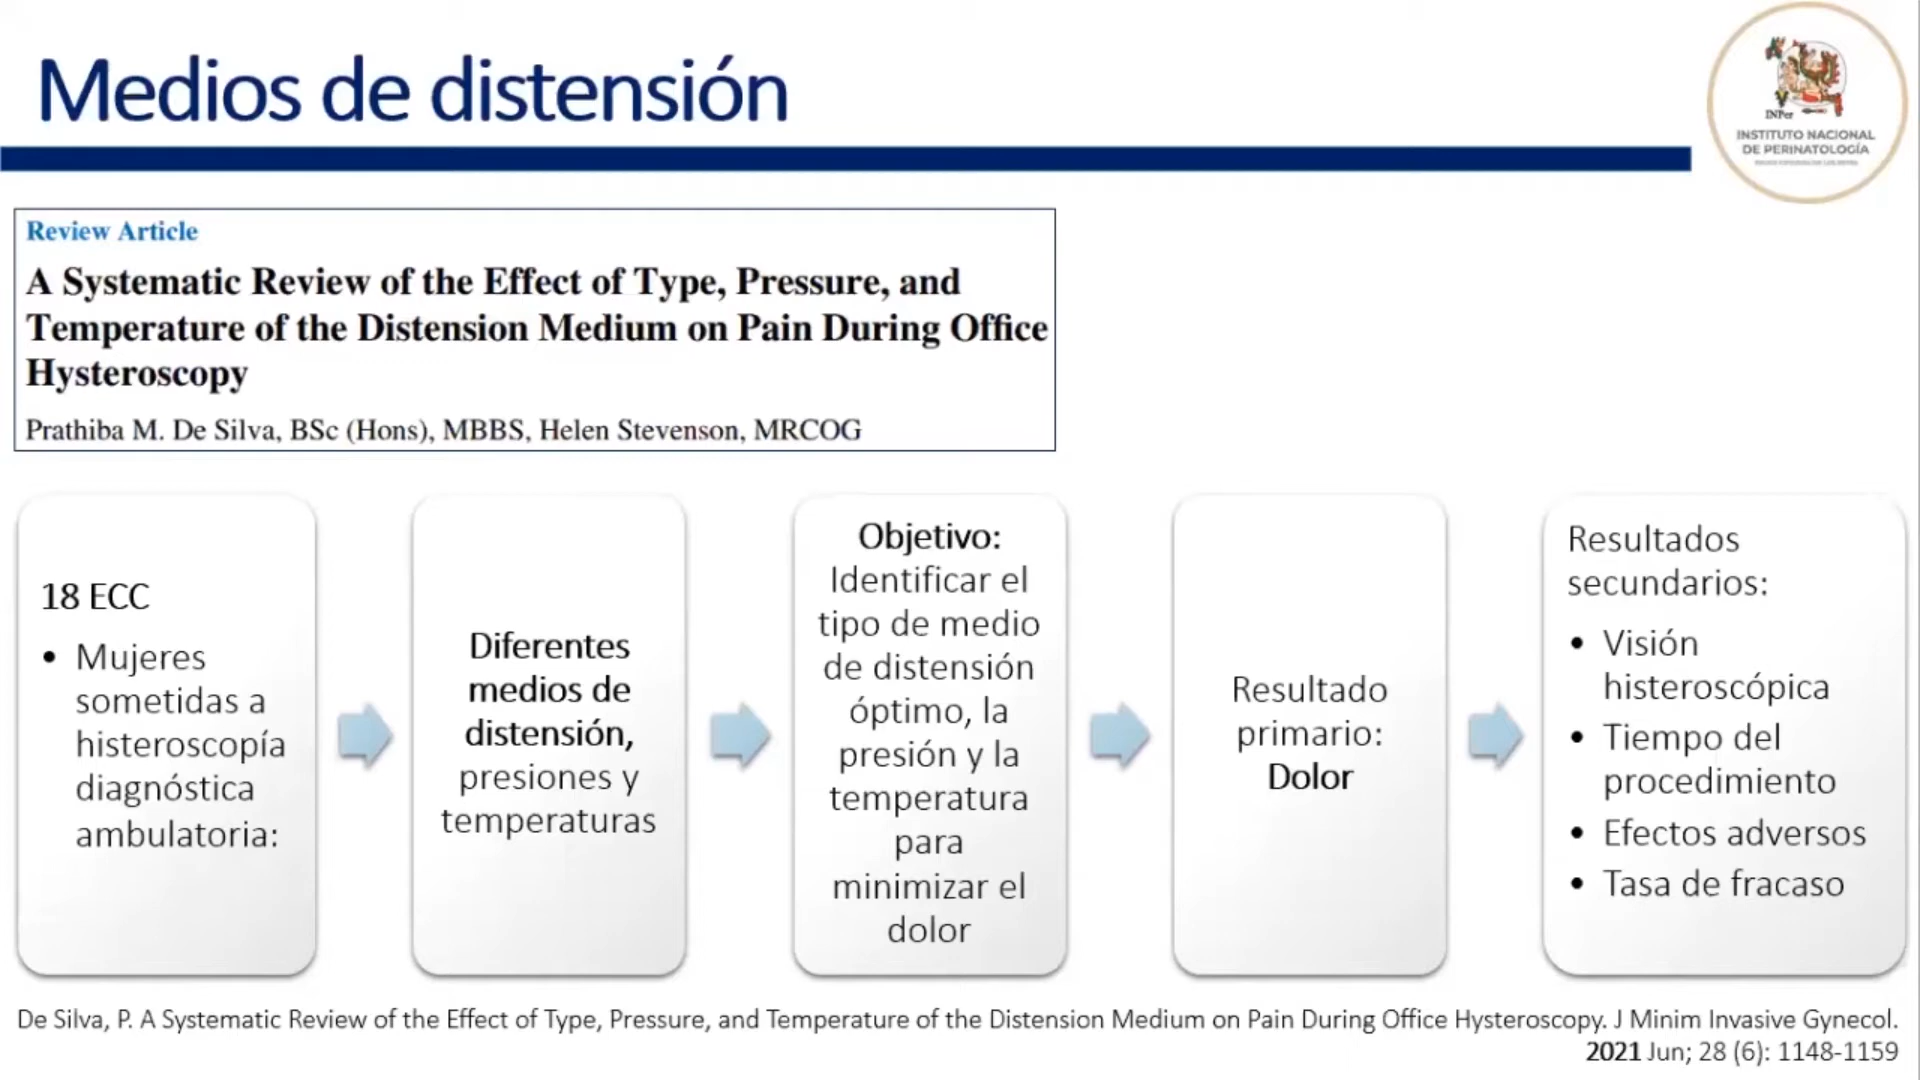 Medios de distensión
INPer
INSTITUTO NACIONAL
DE PERINATOLOGÍA
Review Article
A Systematic Review of the Effect of Type, Pressure, and
Temperature of the Distension Medium on Pain During Office
Hysteroscopy
Prathiba M. De Silva, BSc (Hons), MBBS, Helen Stevenson, MRCOG
18 ECC
• Mujeres
sometidas a
histeroscopía
diagnóstica
ambulatoria:
Diferentes
medios de
distensión,
presiones y
temperaturas
Objetivo:
Identificar el
tipo de medio
de distensión
óptimo, la
presión y la
temperatura
para
minimizar el
dolor
Resultado
primario:
Dolor
Resultados
secundarios:
• Visión
histeroscópica
• Tiempo del
procedimiento
• Efectos adversos
• Tasa de fracaso
De Silva, P. A Systematic Review of the Effect of Type, Pressure, and Temperature of the Distension Medium on Pain During Office Hysteroscopy. J Minim Invasive Gynecol.
2021 Jun; 28 (6): 1148-1159